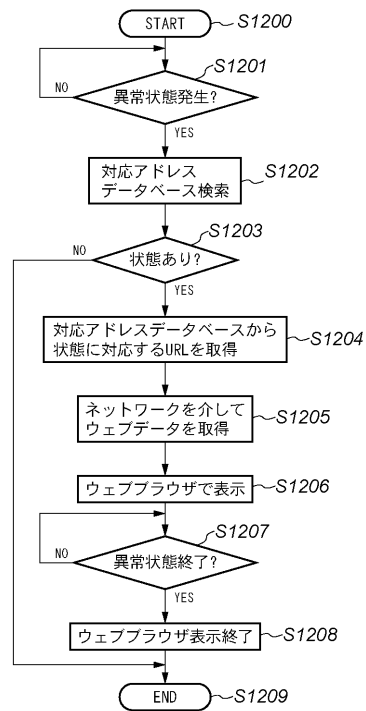 START
S1200
S1201
NO
異常状態発生?
YES
対応アドレス
データベース検索
S1202
S1203
NO
状態あり?
YES
対応アドレスデータベースから
状態に対応するURLを取得
S1204
ネットワークを介して
ウェブデータを取得
S1205
ウェブブラウザで表示
S1206
S1207
NO
異常状態終了?
YES
ウェブブラウザ表示終了
S1208
END
S1209